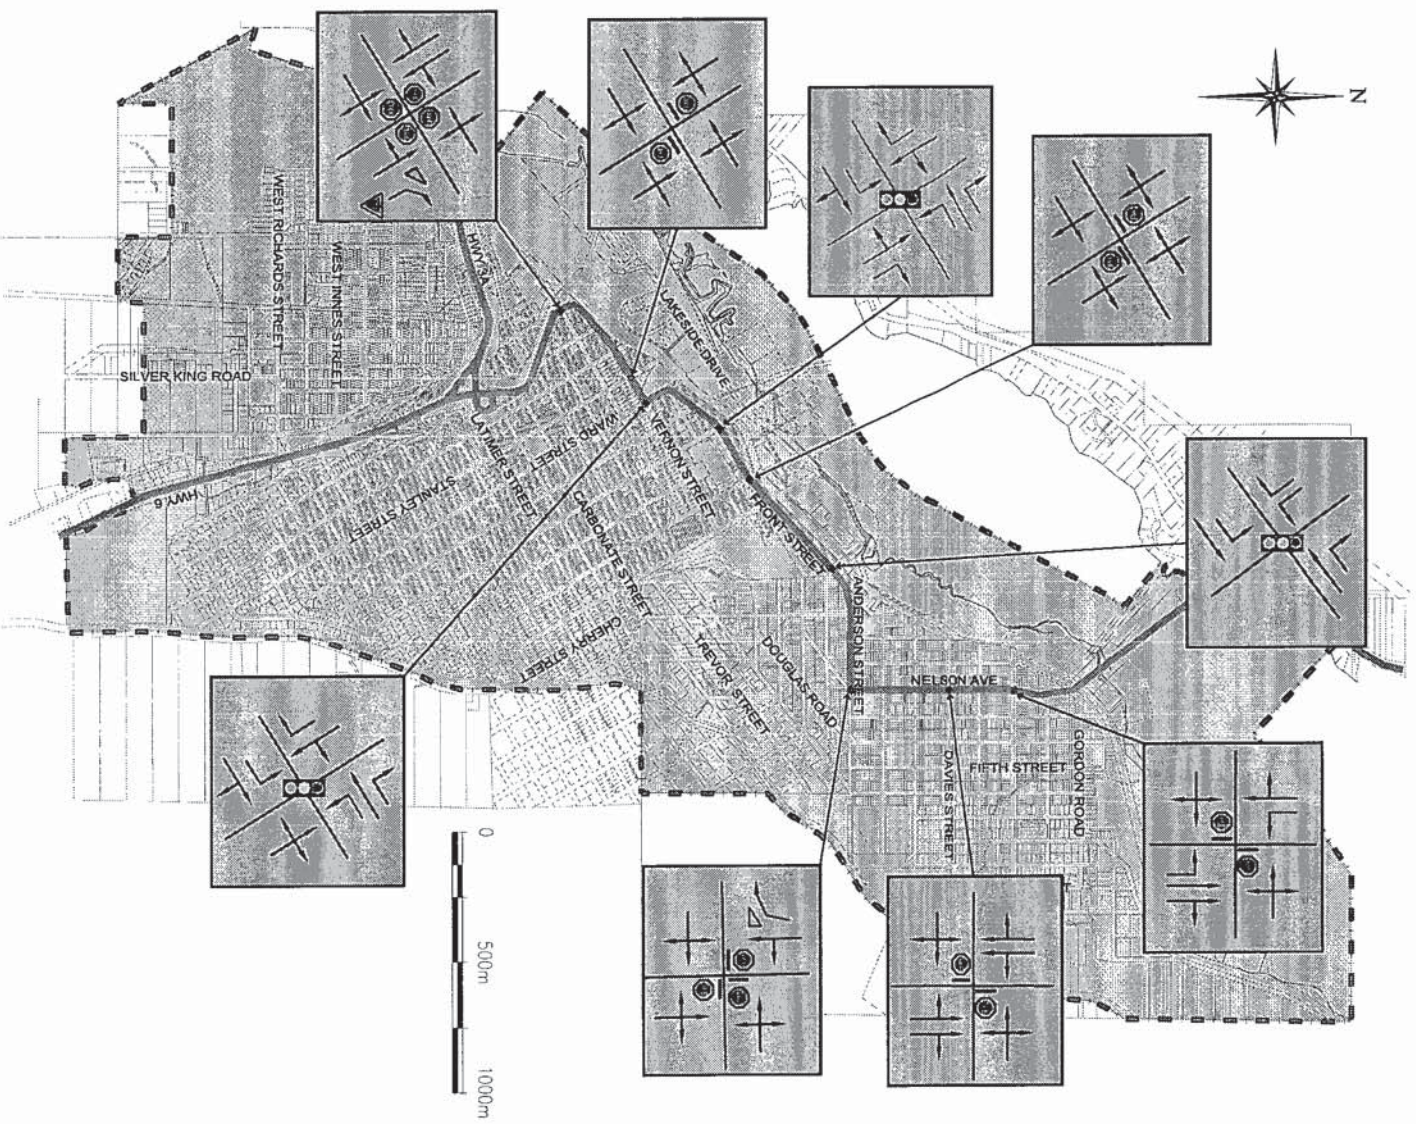 N
HWY 3A
WEST RICHARDS STREET
WEST INNES STREET
LAKESIDE DRIVE
SILVER KING ROAD
WARD STREET
VERNON STREET
LATIMER STREET
STANLEY STREET
HWY 6
CARBONATE STREET
FRONT STREET
ANDERSON STREET
CHERRY STREET
TREVOR STREET
DOUGLAS ROAD
NELSON AVE
GORDON ROAD
FIFTH STREET
DAVIES STREET
0
500m
1000m